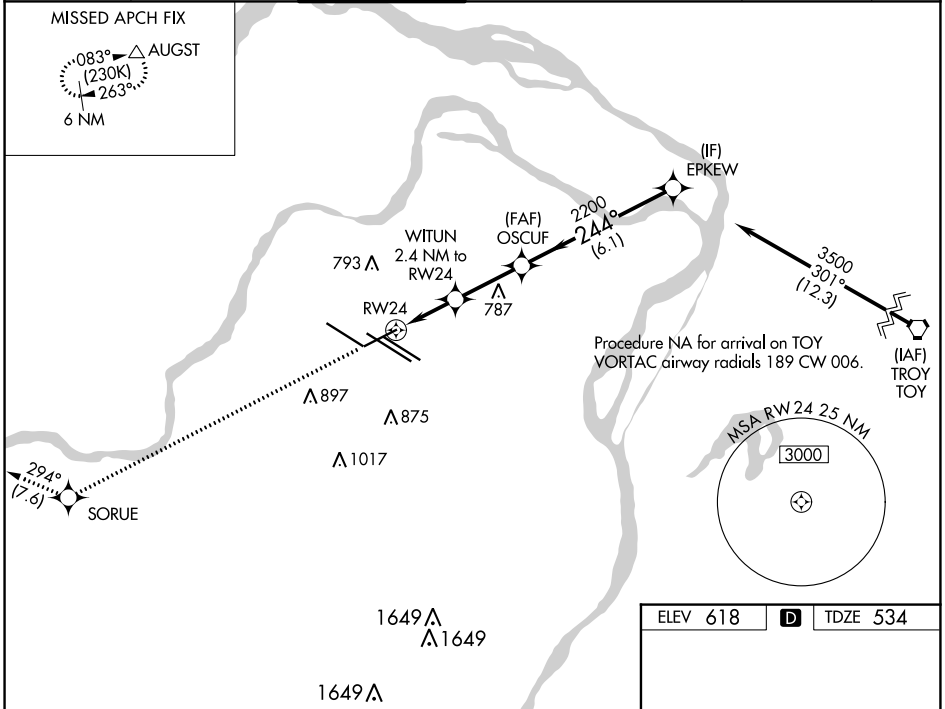 MISSED APCH FIX
083°
AUGST
(230K)
263°
6 NM
(IF)
EPKEW
2200
244°
(6.1)
(FAF)
OSCUF
WITUN
2.4 NM to
RW24
793
787
RW24
3500
301°
(12.3)
Procedure NA for arrival on TOY
VORTAC airway radials 189 CW 006.
(IAF)
TROY
TOY
897
875
1017
MSA RW24 25 NM
3000
294°
(7.6)
SORUE
1649
1649
1649
ELEV 618 D TDZE 534